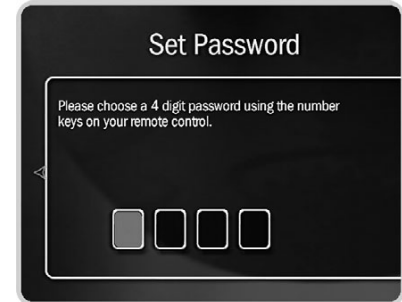 Set Password
Please choose a 4 digit password using the number
keys on your remote control.